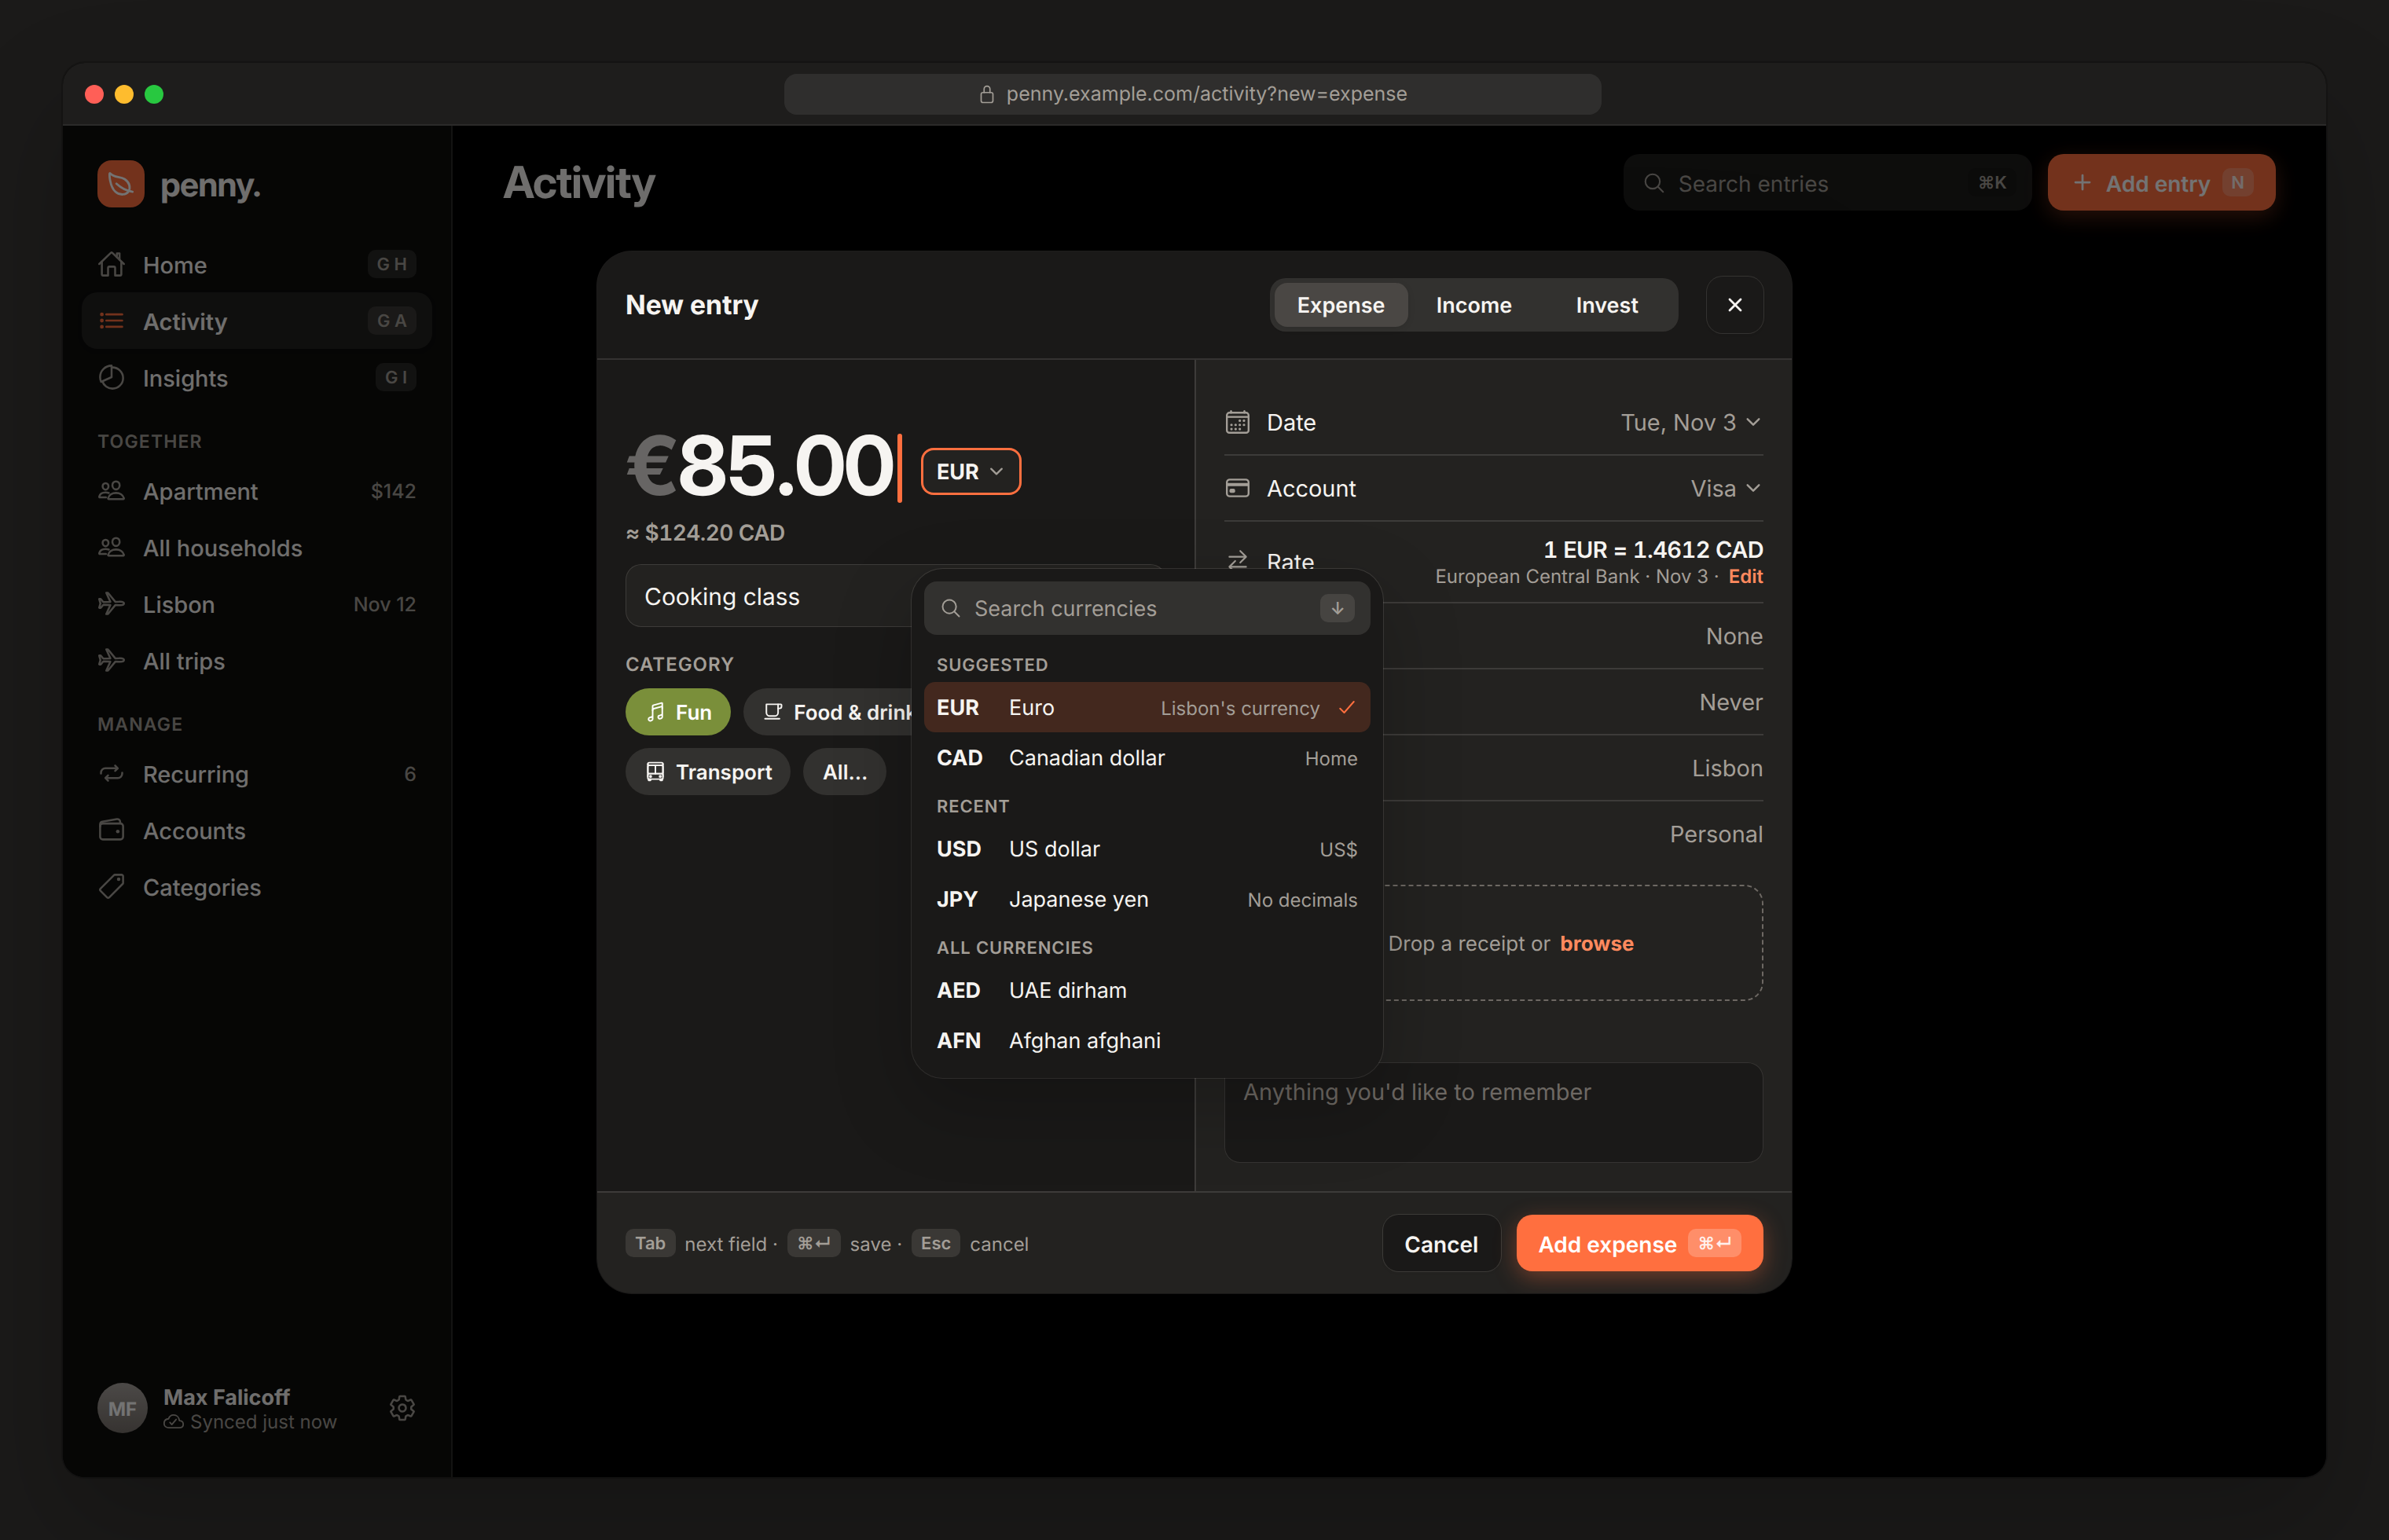 penny.example.com/activity?new=expense
penny.
Activity
Search entries ⌘K
+ Add entry N
Home G H
Activity G A
Insights G I
TOGETHER
Apartment $142
All households
Lisbon Nov 12
All trips
MANAGE
Recurring 6
Accounts
Categories
MF
Max Falicoff
Synced just now
New entry
Expense Income Invest
€85.00 EUR
≈ $124.20 CAD
Cooking class
CATEGORY
Fun Food & drink
Transport All...
Search currencies ↓
SUGGESTED
EUR Euro Lisbon's currency
CAD Canadian dollar Home
RECENT
USD US dollar US$
JPY Japanese yen No decimals
ALL CURRENCIES
AED UAE dirham
AFN Afghan afghani
Date Tue, Nov 3
Account Visa
Rate 1 EUR = 1.4612 CAD
European Central Bank · Nov 3 · Edit
None
Never
Lisbon
Personal
Drop a receipt or browse
Anything you'd like to remember
Tab next field · ⌘↵ save · Esc cancel
Cancel
Add expense ⌘↵